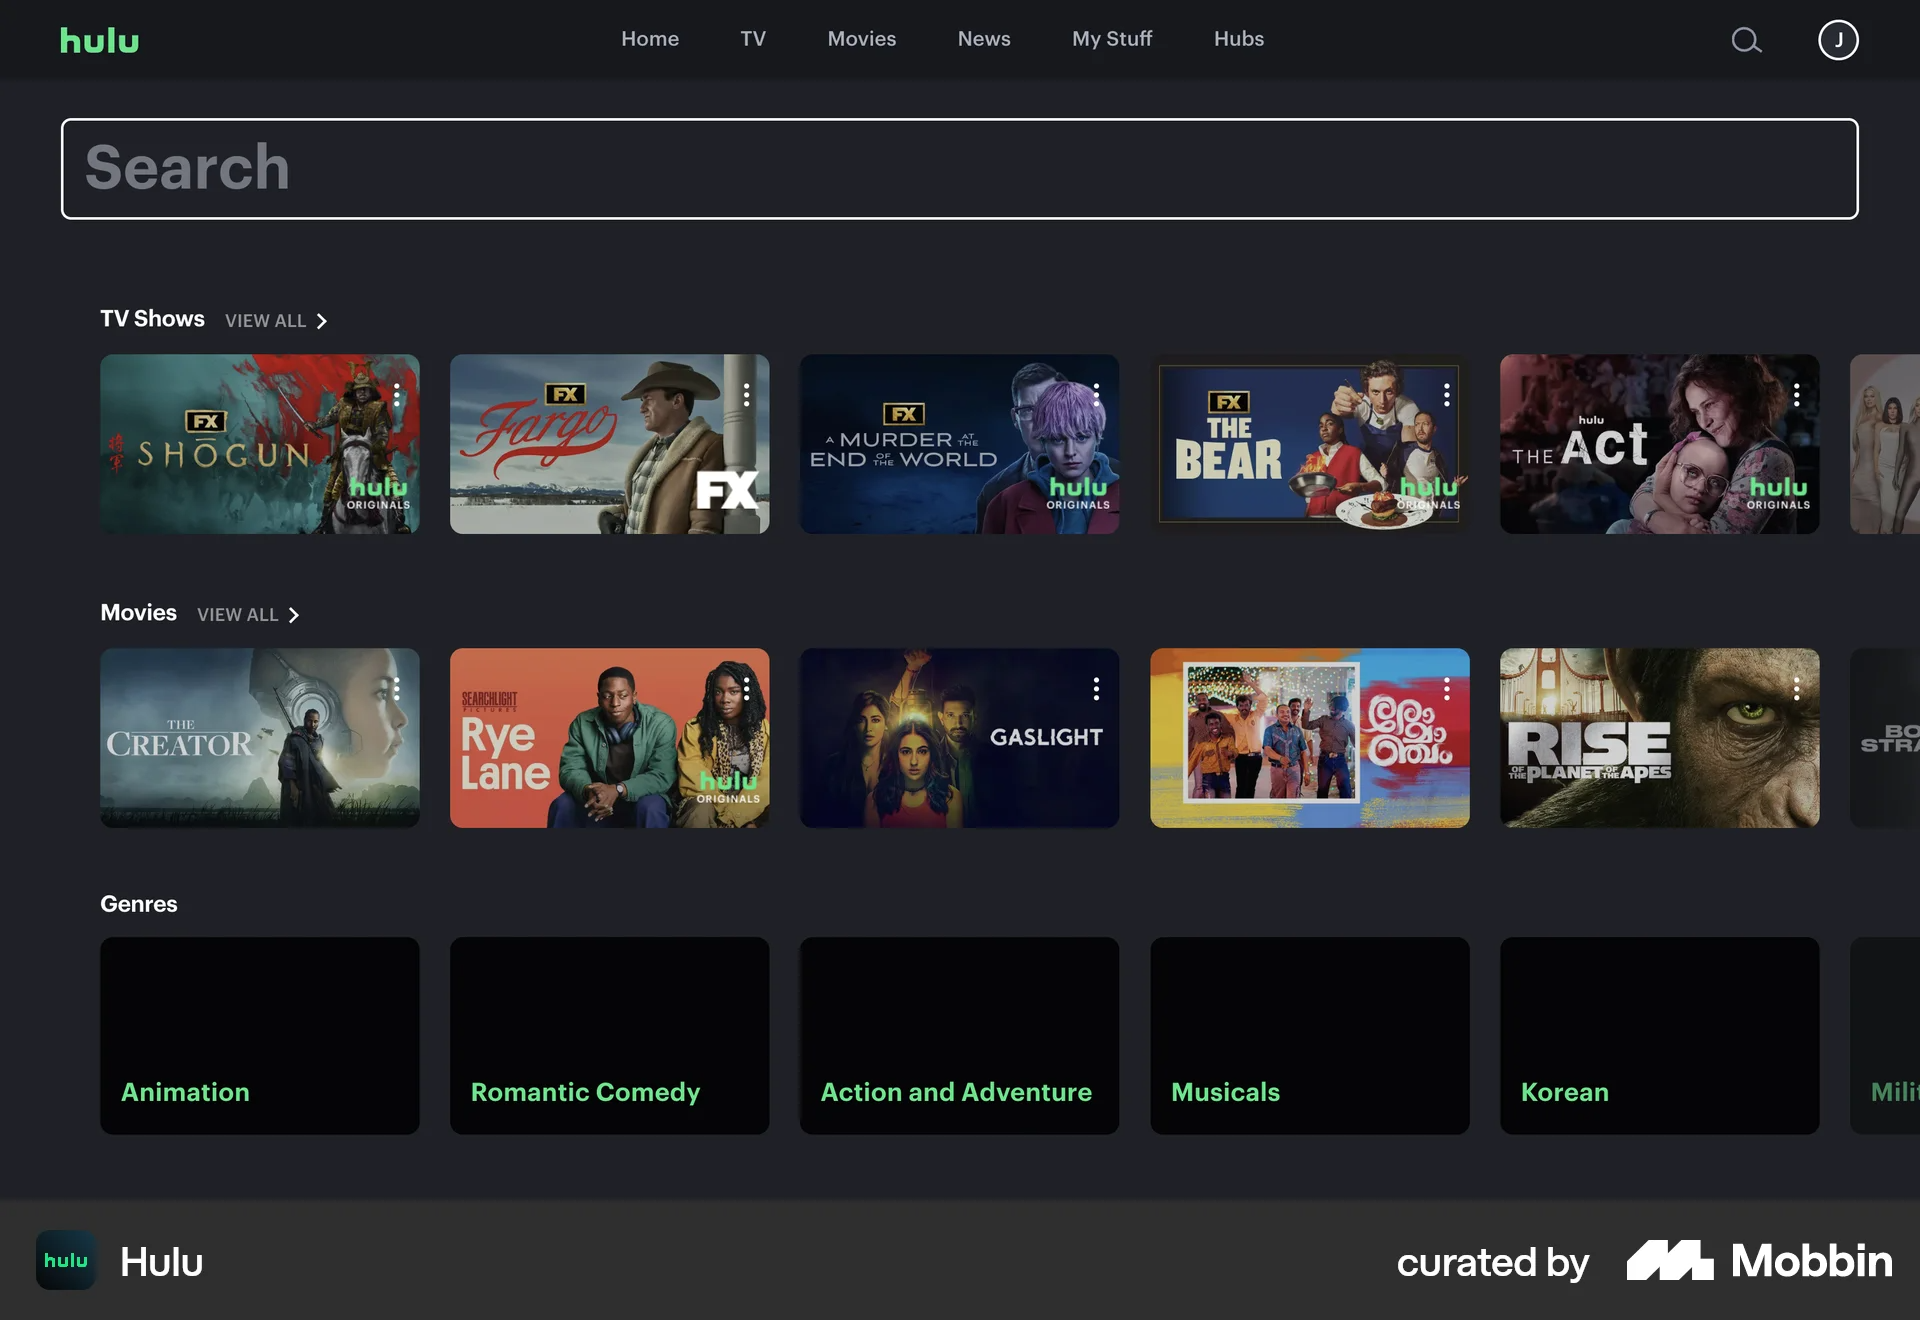 hulu
Home TV Movies News My Stuff Hubs
J
Search
TV Shows VIEW ALL
FX
将軍
SHŌGUN
hulu
ORIGINALS
FX
Fargo
FX
FX
A MURDER AT THE
END OF THE WORLD
hulu
ORIGINALS
FX
THE
BEAR
hulu
ORIGINALS
hulu
THE ACT
hulu
ORIGINALS
Movies VIEW ALL
THE
CREATOR
SEARCHLIGHT
PICTURES
Rye
Lane
hulu
ORIGINALS
GASLIGHT
രോ
മാ
ഞ്ചം
RISE
OF THE PLANET OF THE APES
BO
STRA
Genres
Animation
Romantic Comedy
Action and Adventure
Musicals
Korean
Milit
hulu
Hulu
curated by Mobbin